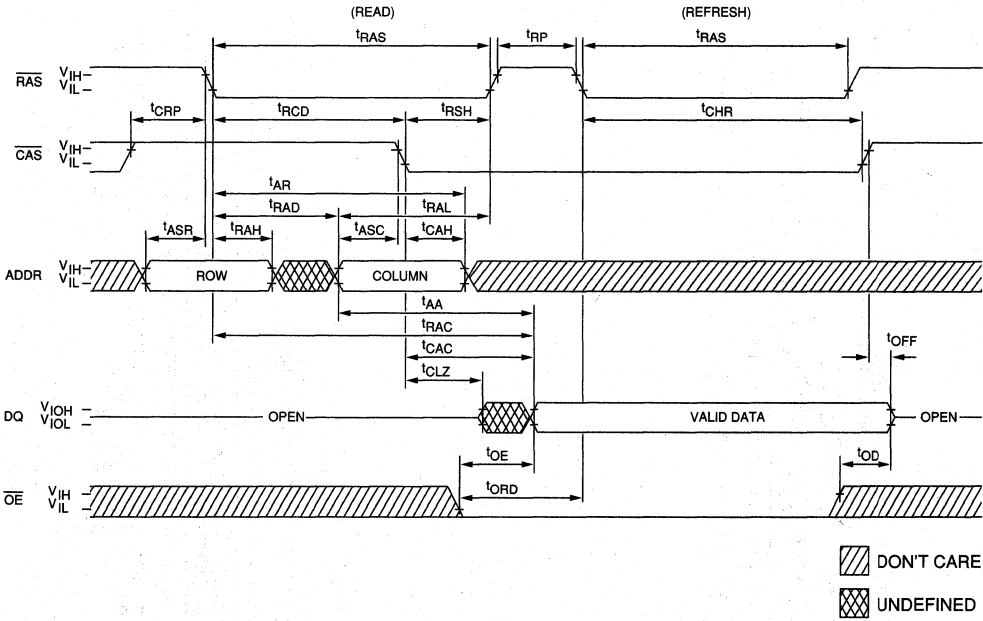 (READ) (REFRESH)
tRAS tRP tRAS
RAS VIH VIL
tCRP tRCD tRSH tCHR
CAS VIH VIL
tAR
tRAD tRAL
tASR tRAH tASC tCAH
ADDR VIH VIL ROW COLUMN
tAA
tRAC
tCAC
tOFF
tCLZ
DQ VIOH VIOL OPEN VALID DATA OPEN
tOE tOD
tORD
OE VIH VIL
DON'T CARE
UNDEFINED